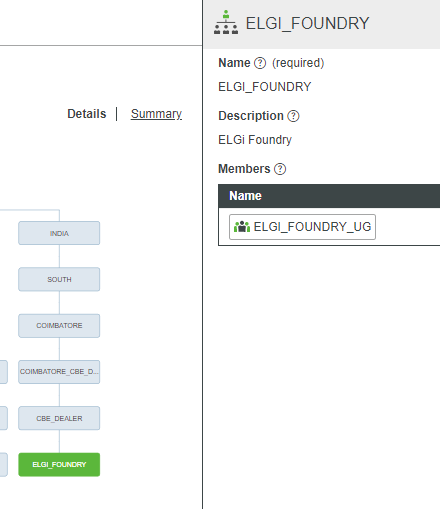 ELGI_FOUNDRY
Name ? (required)
ELGI_FOUNDRY
Description ?
ELGi Foundry
Members ?
Name
ELGI_FOUNDRY_UG
Details
Summary
INDIA
SOUTH
COIMBATORE
COIMBATORE_CBE_D...
CBE_DEALER
ELGI_FOUNDRY